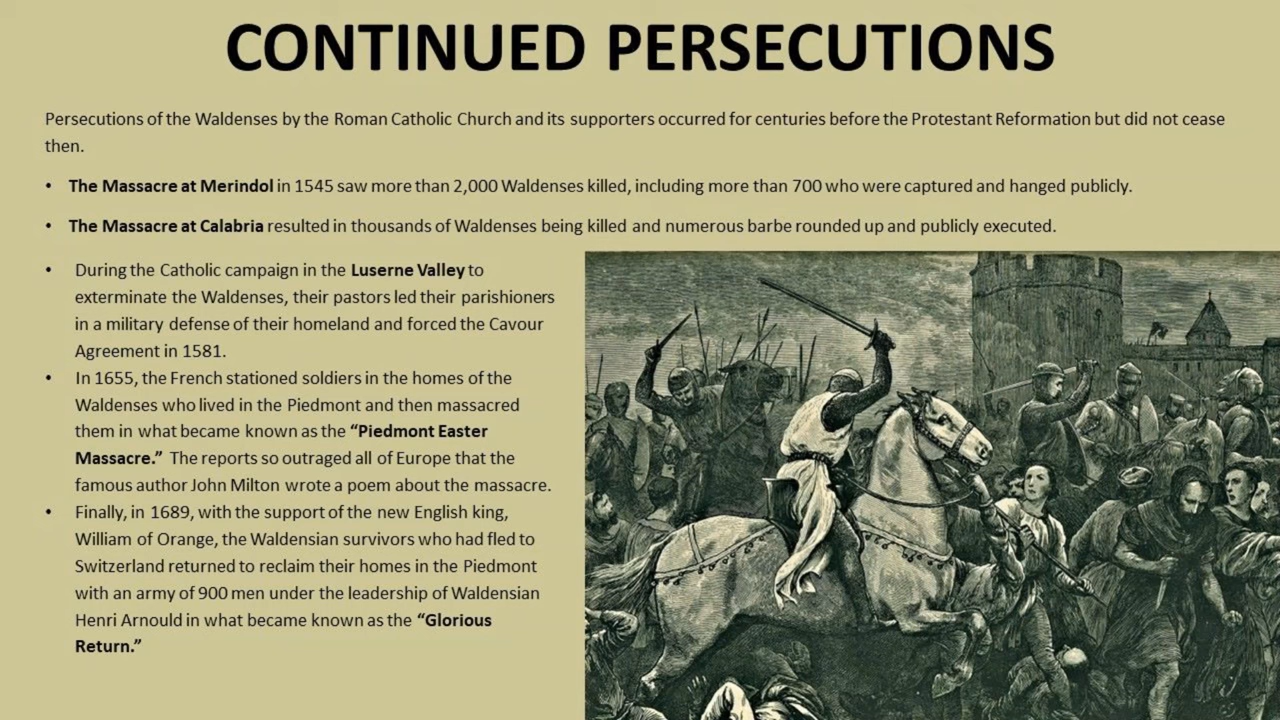 CONTINUED PERSECUTIONS
Persecutions of the Waldenses by the Roman Catholic Church and its supporters occurred for centuries before the Protestant Reformation but did not cease
then.
• The Massacre at Merindol in 1545 saw more than 2,000 Waldenses killed, including more than 700 who were captured and hanged publicly.
• The Massacre at Calabria resulted in thousands of Waldenses being killed and numerous barbe rounded up and publicly executed.
• During the Catholic campaign in the Luserne Valley to
exterminate the Waldenses, their pastors led their parishioners
in a military defense of their homeland and forced the Cavour
Agreement in 1581.
• In 1655, the French stationed soldiers in the homes of the
Waldenses who lived in the Piedmont and then massacred
them in what became known as the “Piedmont Easter
Massacre.” The reports so outraged all of Europe that the
famous author John Milton wrote a poem about the massacre.
• Finally, in 1689, with the support of the new English king,
William of Orange, the Waldensian survivors who had fled to
Switzerland returned to reclaim their homes in the Piedmont
with an army of 900 men under the leadership of Waldensian
Henri Arnould in what became known as the “Glorious
Return.”